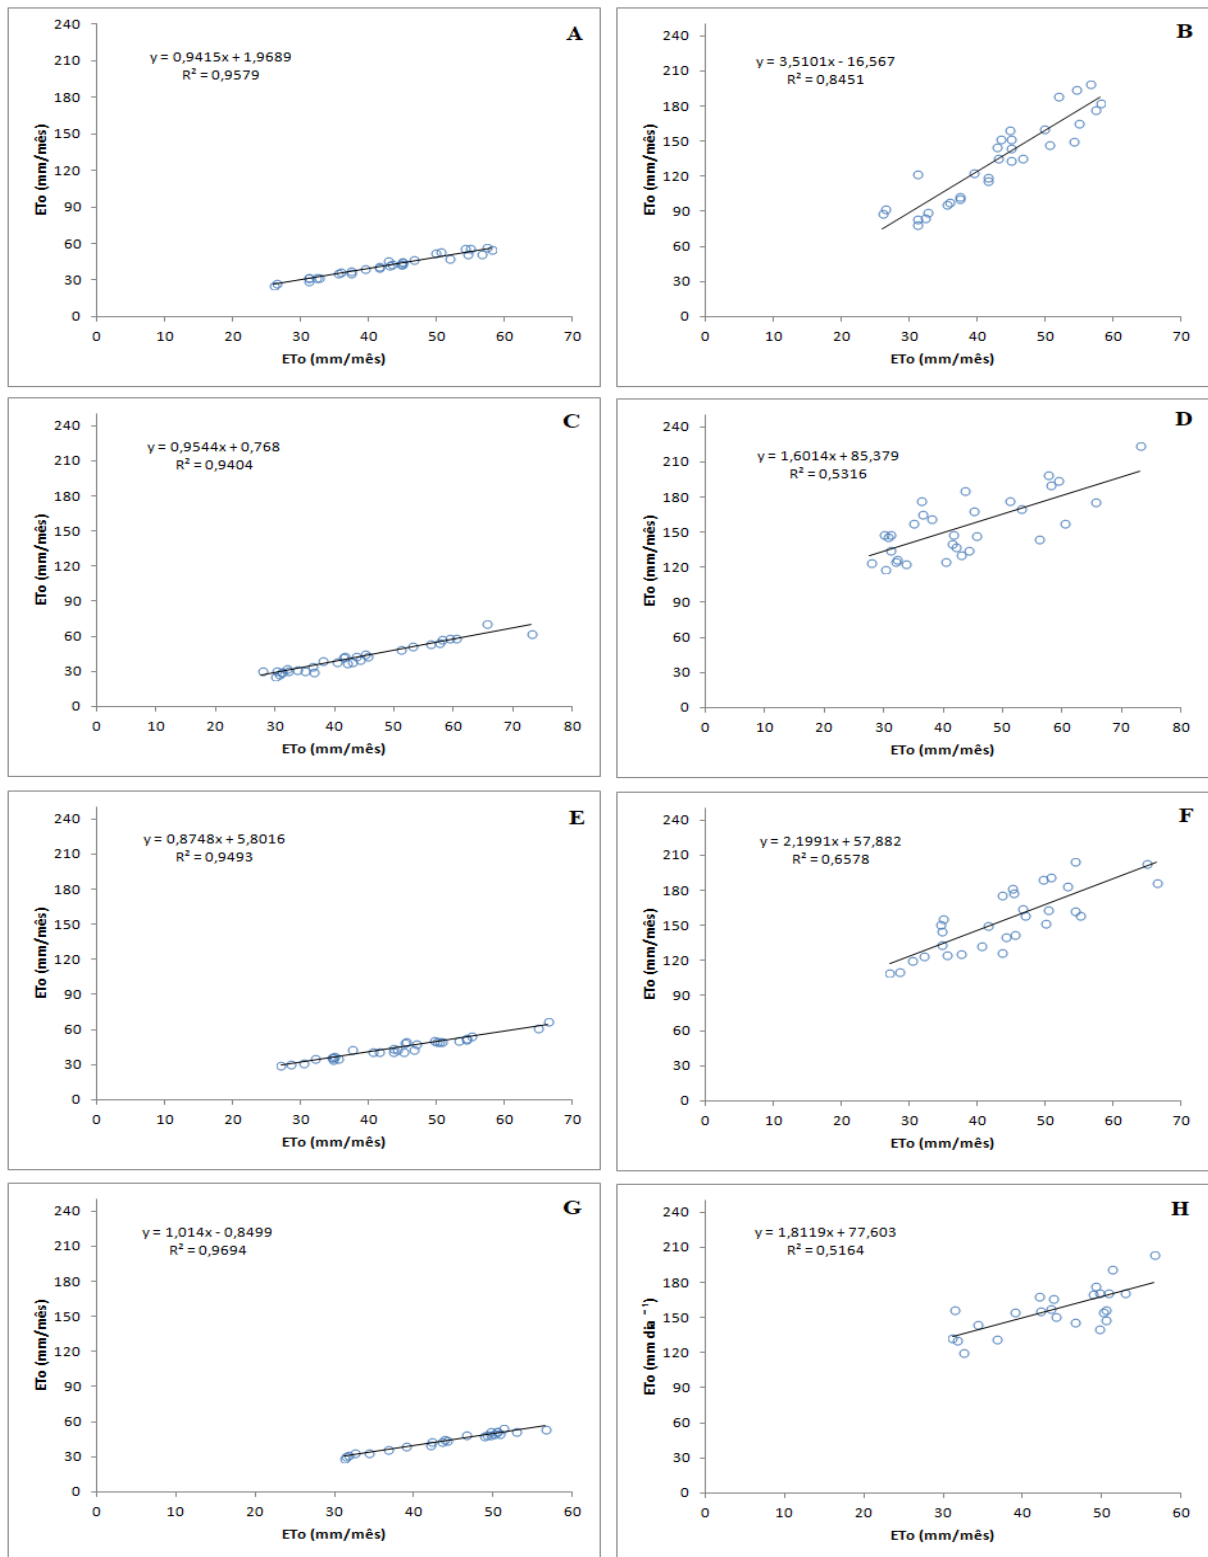 A
y = 0,9415x + 1,9689
R² = 0,9579
240
210
180
150
120
90
60
30
0
ETo (mm/mês)
0 10 20 30 40 50 60 70
ETo (mm/mês)
B
y = 3,5101x - 16,567
R² = 0,8451
240
210
180
150
120
90
60
30
0
ETo (mm/mês)
0 10 20 30 40 50 60 70
ETo (mm/mês)
C
y = 0,9544x + 0,768
R² = 0,9404
240
210
180
150
120
90
60
30
0
ETo (mm/mês)
0 10 20 30 40 50 60 70 80
ETo (mm/mês)
D
y = 1,6014x + 85,379
R² = 0,5316
240
210
180
150
120
90
60
30
0
ETo (mm/mês)
0 10 20 30 40 50 60 70 80
ETo (mm/mês)
E
y = 0,8748x + 5,8016
R² = 0,9493
240
210
180
150
120
90
60
30
0
ETo (mm/mês)
0 10 20 30 40 50 60 70
ETo (mm/mês)
F
y = 2,1991x + 57,882
R² = 0,6578
240
210
180
150
120
90
60
30
0
ETo (mm/mês)
0 10 20 30 40 50 60 70
ETo (mm/mês)
G
y = 1,014x - 0,8499
R² = 0,9694
240
210
180
150
120
90
60
30
0
ETo (mm/mês)
0 10 20 30 40 50 60
ETo (mm/mês)
H
y = 1,8119x + 77,603
R² = 0,5164
240
210
180
150
120
90
60
30
0
ETo (mm dia ⁻¹)
0 10 20 30 40 50 60
ETo (mm/mês)